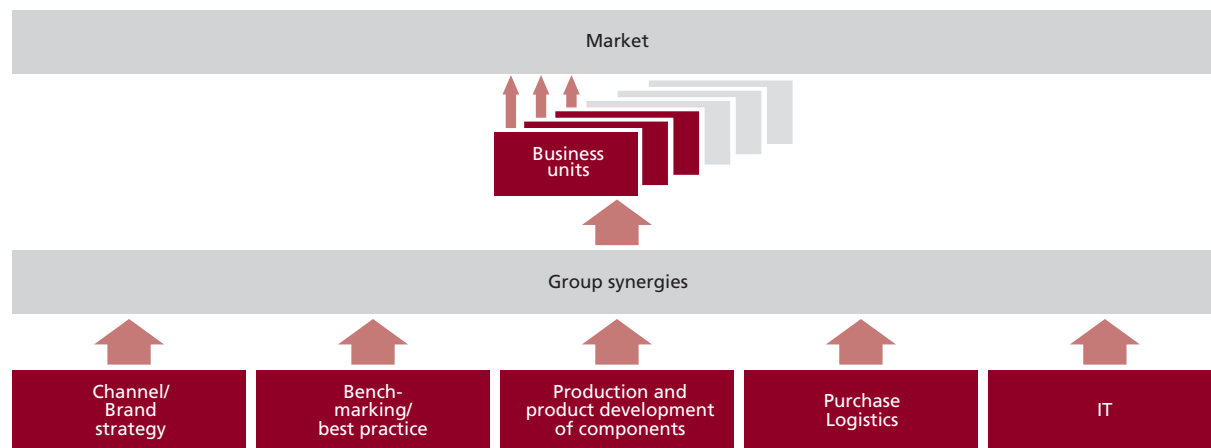 Market
Business
units
Group synergies
Channel/
Brand
strategy
Bench-
marking/
best practice
Production and
product development
of components
Purchase
Logistics
IT